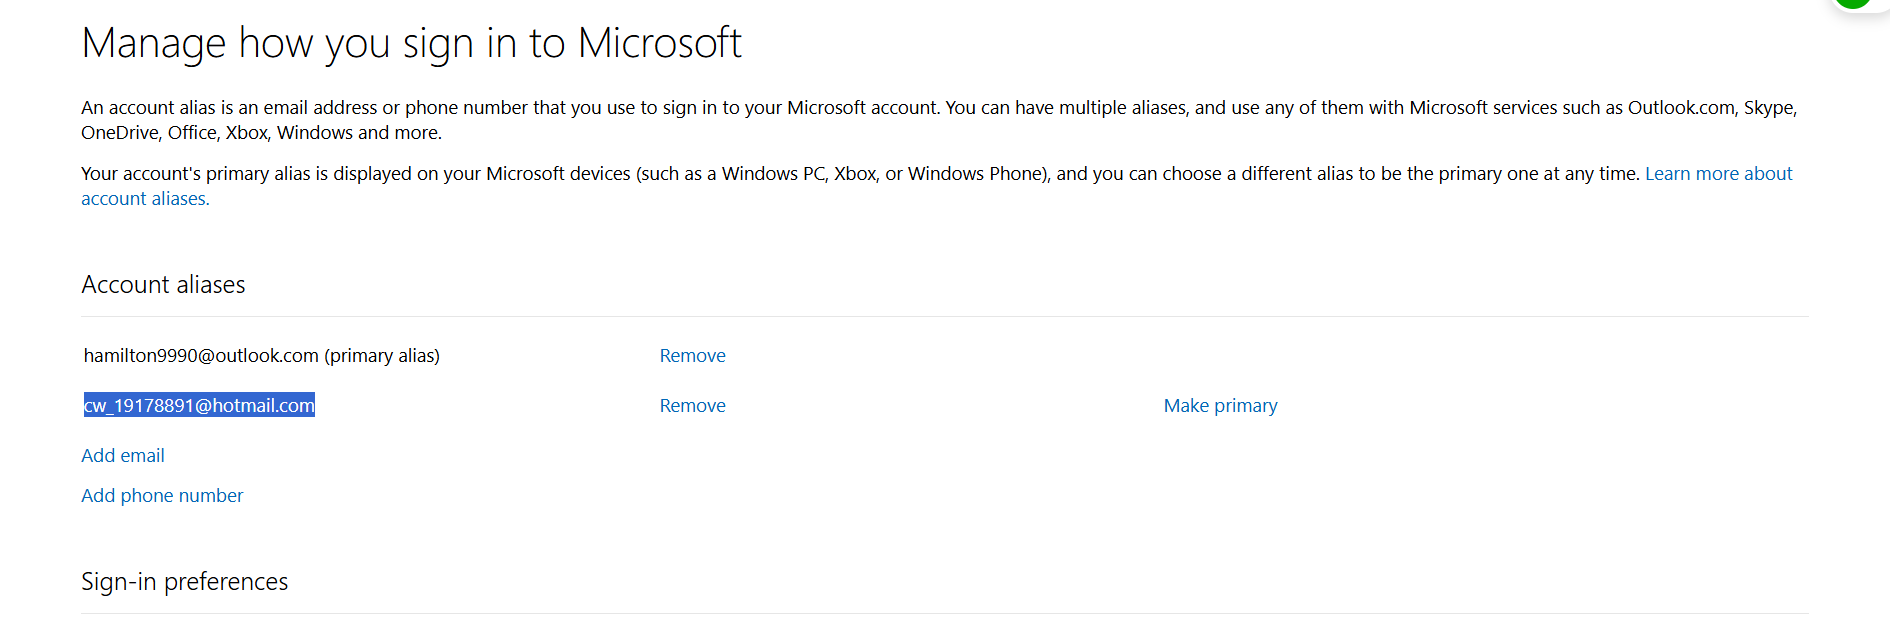 Manage how you sign in to Microsoft
An account alias is an email address or phone number that you use to sign in to your Microsoft account. You can have multiple aliases, and use any of them with Microsoft services such as Outlook.com, Skype,
OneDrive, Office, Xbox, Windows and more.
Your account's primary alias is displayed on your Microsoft devices (such as a Windows PC, Xbox, or Windows Phone), and you can choose a different alias to be the primary one at any time. Learn more about
account aliases.
Account aliases
hamilton9990@outlook.com (primary alias) Remove
cw_19178891@hotmail.com Remove Make primary
Add email
Add phone number
Sign-in preferences